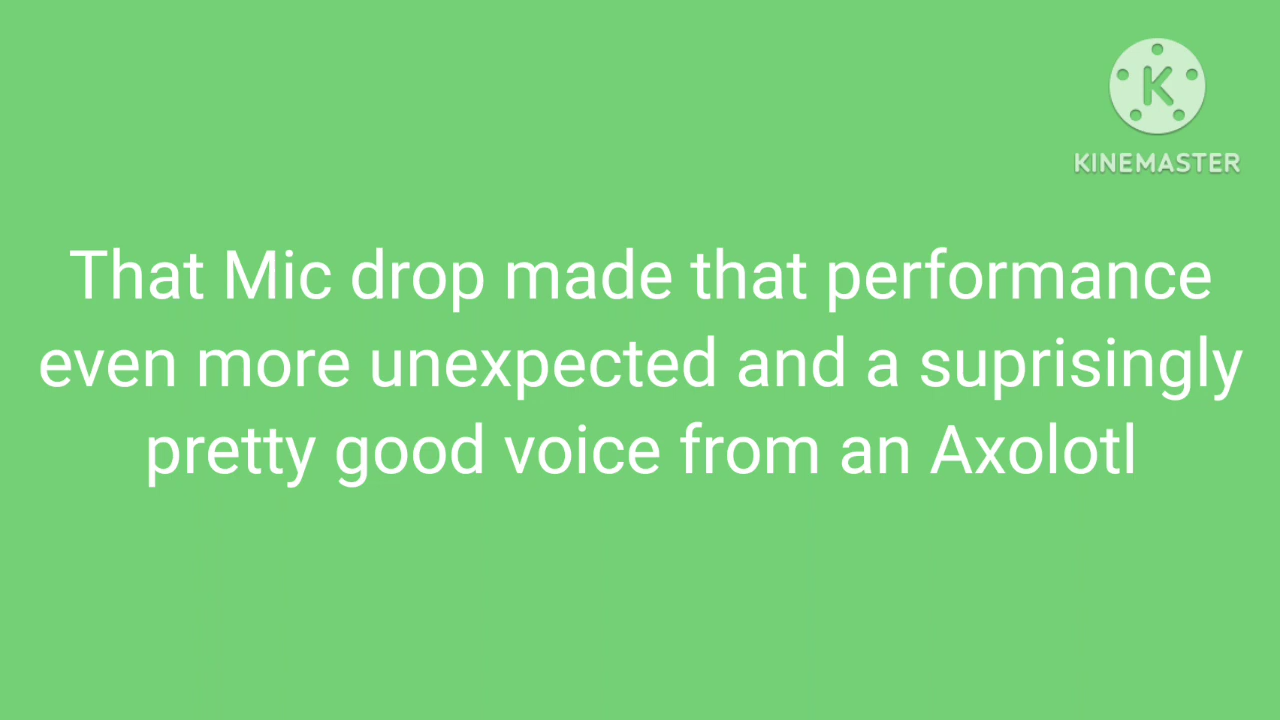 K
KINEMASTER
That Mic drop made that performance
even more unexpected and a suprisingly
pretty good voice from an Axolotl